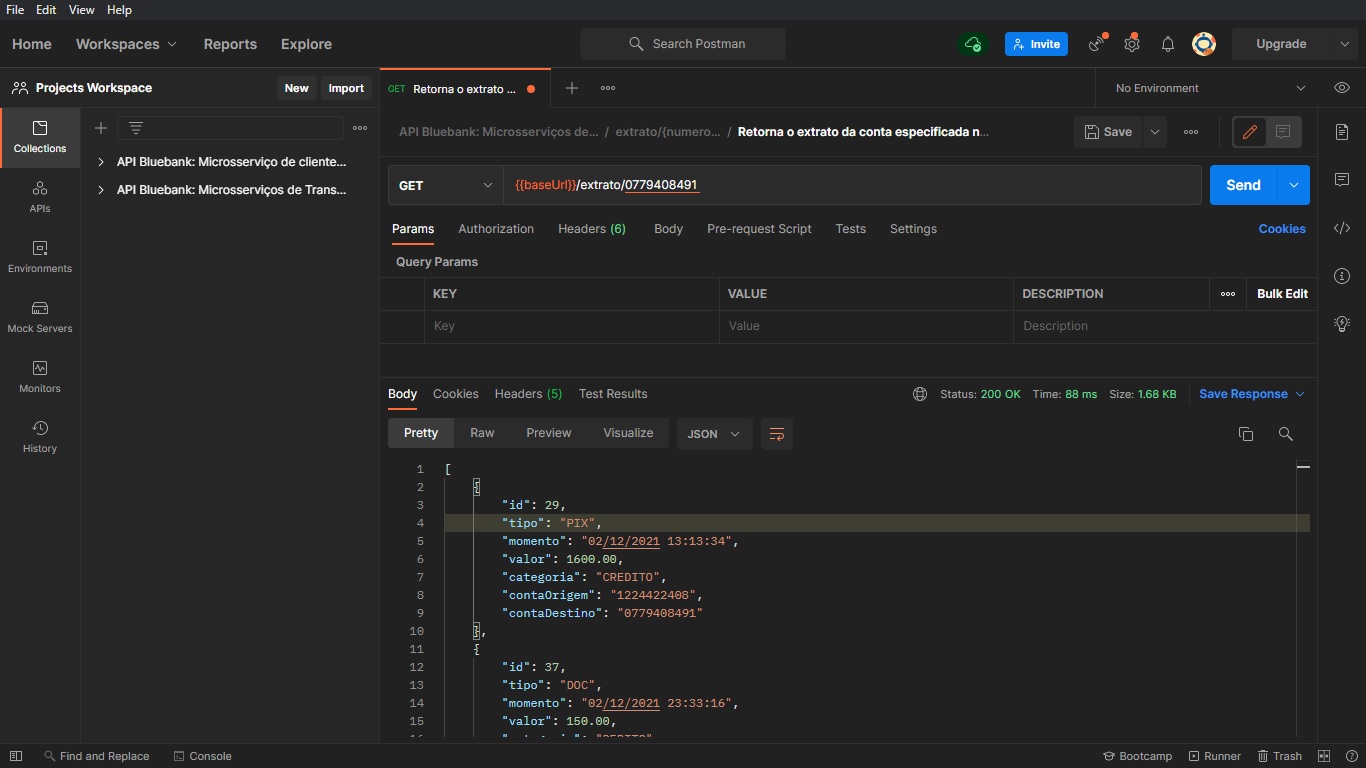 File Edit View Help
Home Workspaces Reports Explore Search Postman Invite Upgrade
Projects Workspace New Import
GET Retorna o extrato ... No Environment
Collections
APIs
Environments
Mock Servers
Monitors
History
API Bluebank: Microsserviço de cliente...
API Bluebank: Microsserviços de Trans...
API Bluebank: Microsserviços de... / extrato/{numero... / Retorna o extrato da conta especificada n... Save
GET {{baseUrl}}/extrato/0779408491 Send
Params Authorization Headers (6) Body Pre-request Script Tests Settings Cookies
Query Params
KEY VALUE DESCRIPTION Bulk Edit
Key Value Description
Body Cookies Headers (5) Test Results Status: 200 OK Time: 88 ms Size: 1.68 KB Save Response
Pretty Raw Preview Visualize JSON
1 [
2 {
3 "id": 29,
4 "tipo": "PIX",
5 "momento": "02/12/2021 13:13:34",
6 "valor": 1600.00,
7 "categoria": "CREDITO",
8 "contaOrigem": "1224422408",
9 "contaDestino": "0779408491"
10 },
11 {
12 "id": 37,
13 "tipo": "DOC",
14 "momento": "02/12/2021 23:33:16",
15 "valor": 150.00,
Find and Replace Console Bootcamp Runner Trash